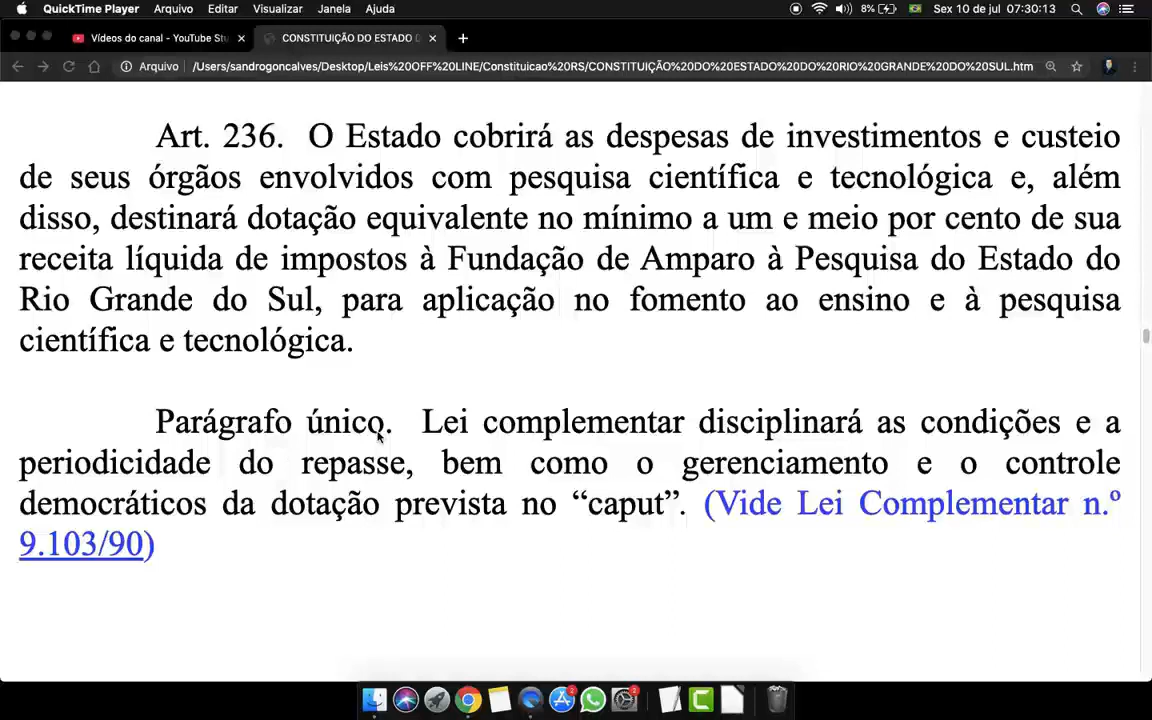 QuickTime Player Arquivo Editar Visualizar Janela Ajuda 8% Sex 10 de jul 07:30:13
Vídeos do canal - YouTube Stu CONSTITUIÇÃO DO ESTADO
Arquivo /Users/sandrogoncalves/Desktop/Leis%20OFF%20LINE/Constituicao%20RS/CONSTITUIÇÃO%20DO%20ESTADO%20DO%20RIO%20GRANDE%20DO%20SUL.htm
Art. 236. O Estado cobrirá as despesas de investimentos e custeio
de seus órgãos envolvidos com pesquisa científica e tecnológica e, além
disso, destinará dotação equivalente no mínimo a um e meio por cento de sua
receita líquida de impostos à Fundação de Amparo à Pesquisa do Estado do
Rio Grande do Sul, para aplicação no fomento ao ensino e à pesquisa
científica e tecnológica.
Parágrafo único. Lei complementar disciplinará as condições e a
periodicidade do repasse, bem como o gerenciamento e o controle
democráticos da dotação prevista no “caput”. (Vide Lei Complementar n.º
9.103/90)